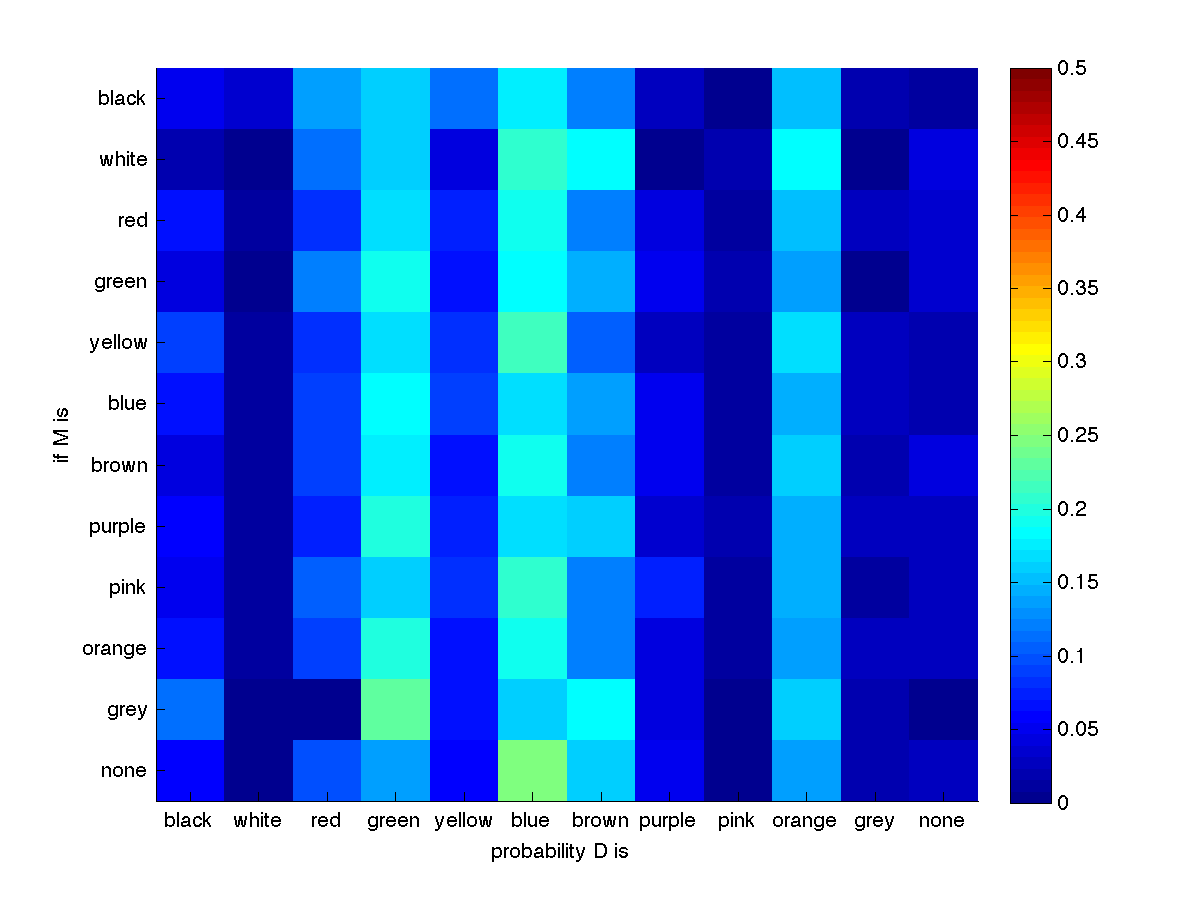 black
white
red
green
yellow
blue
brown
purple
pink
orange
grey
none
if M is
black white red green yellow blue brown purple pink orange grey none
probability D is
0.5
0.45
0.4
0.35
0.3
0.25
0.2
0.15
0.1
0.05
0